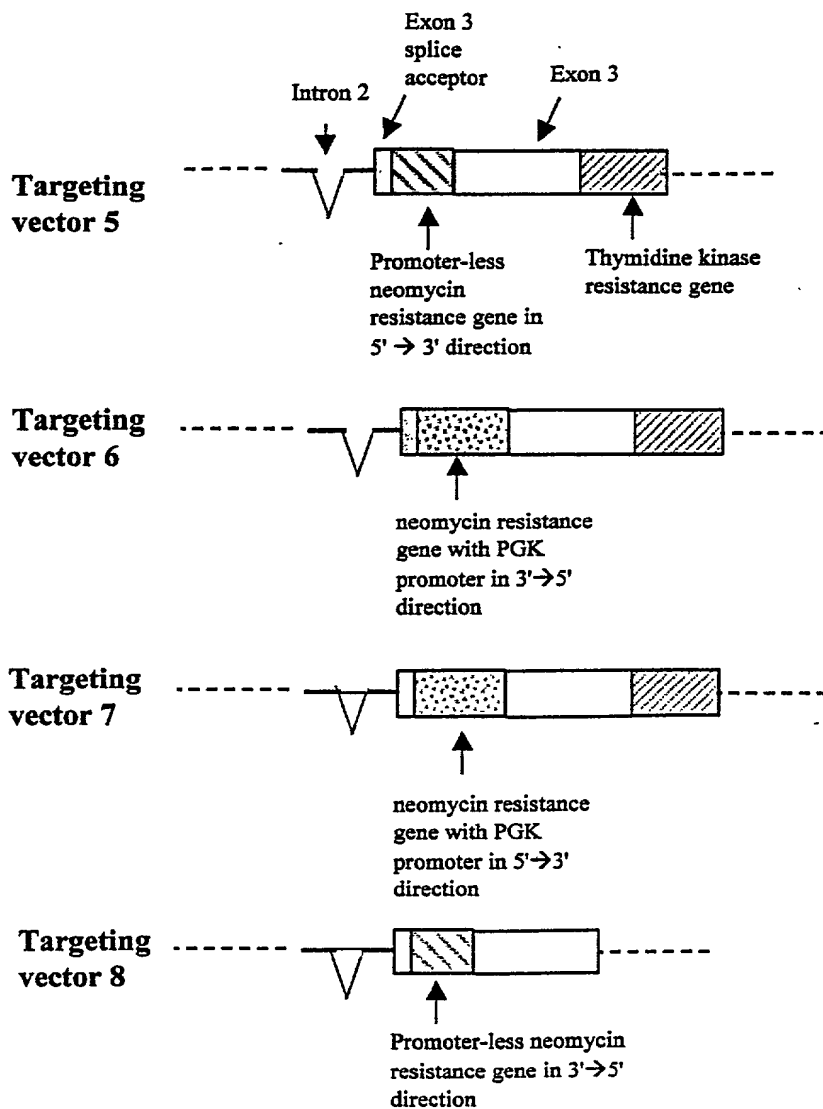 Exon 3
splice
acceptor
Intron 2
Exon 3
Targeting
vector 5
Promoter-less
neomycin
resistance gene in
5' → 3' direction
Thymidine kinase
resistance gene
Targeting
vector 6
neomycin resistance
gene with PGK
promoter in 3'→5'
direction
Targeting
vector 7
neomycin resistance
gene with PGK
promoter in 5'→3'
direction
Targeting
vector 8
Promoter-less neomycin
resistance gene in 3'→5'
direction